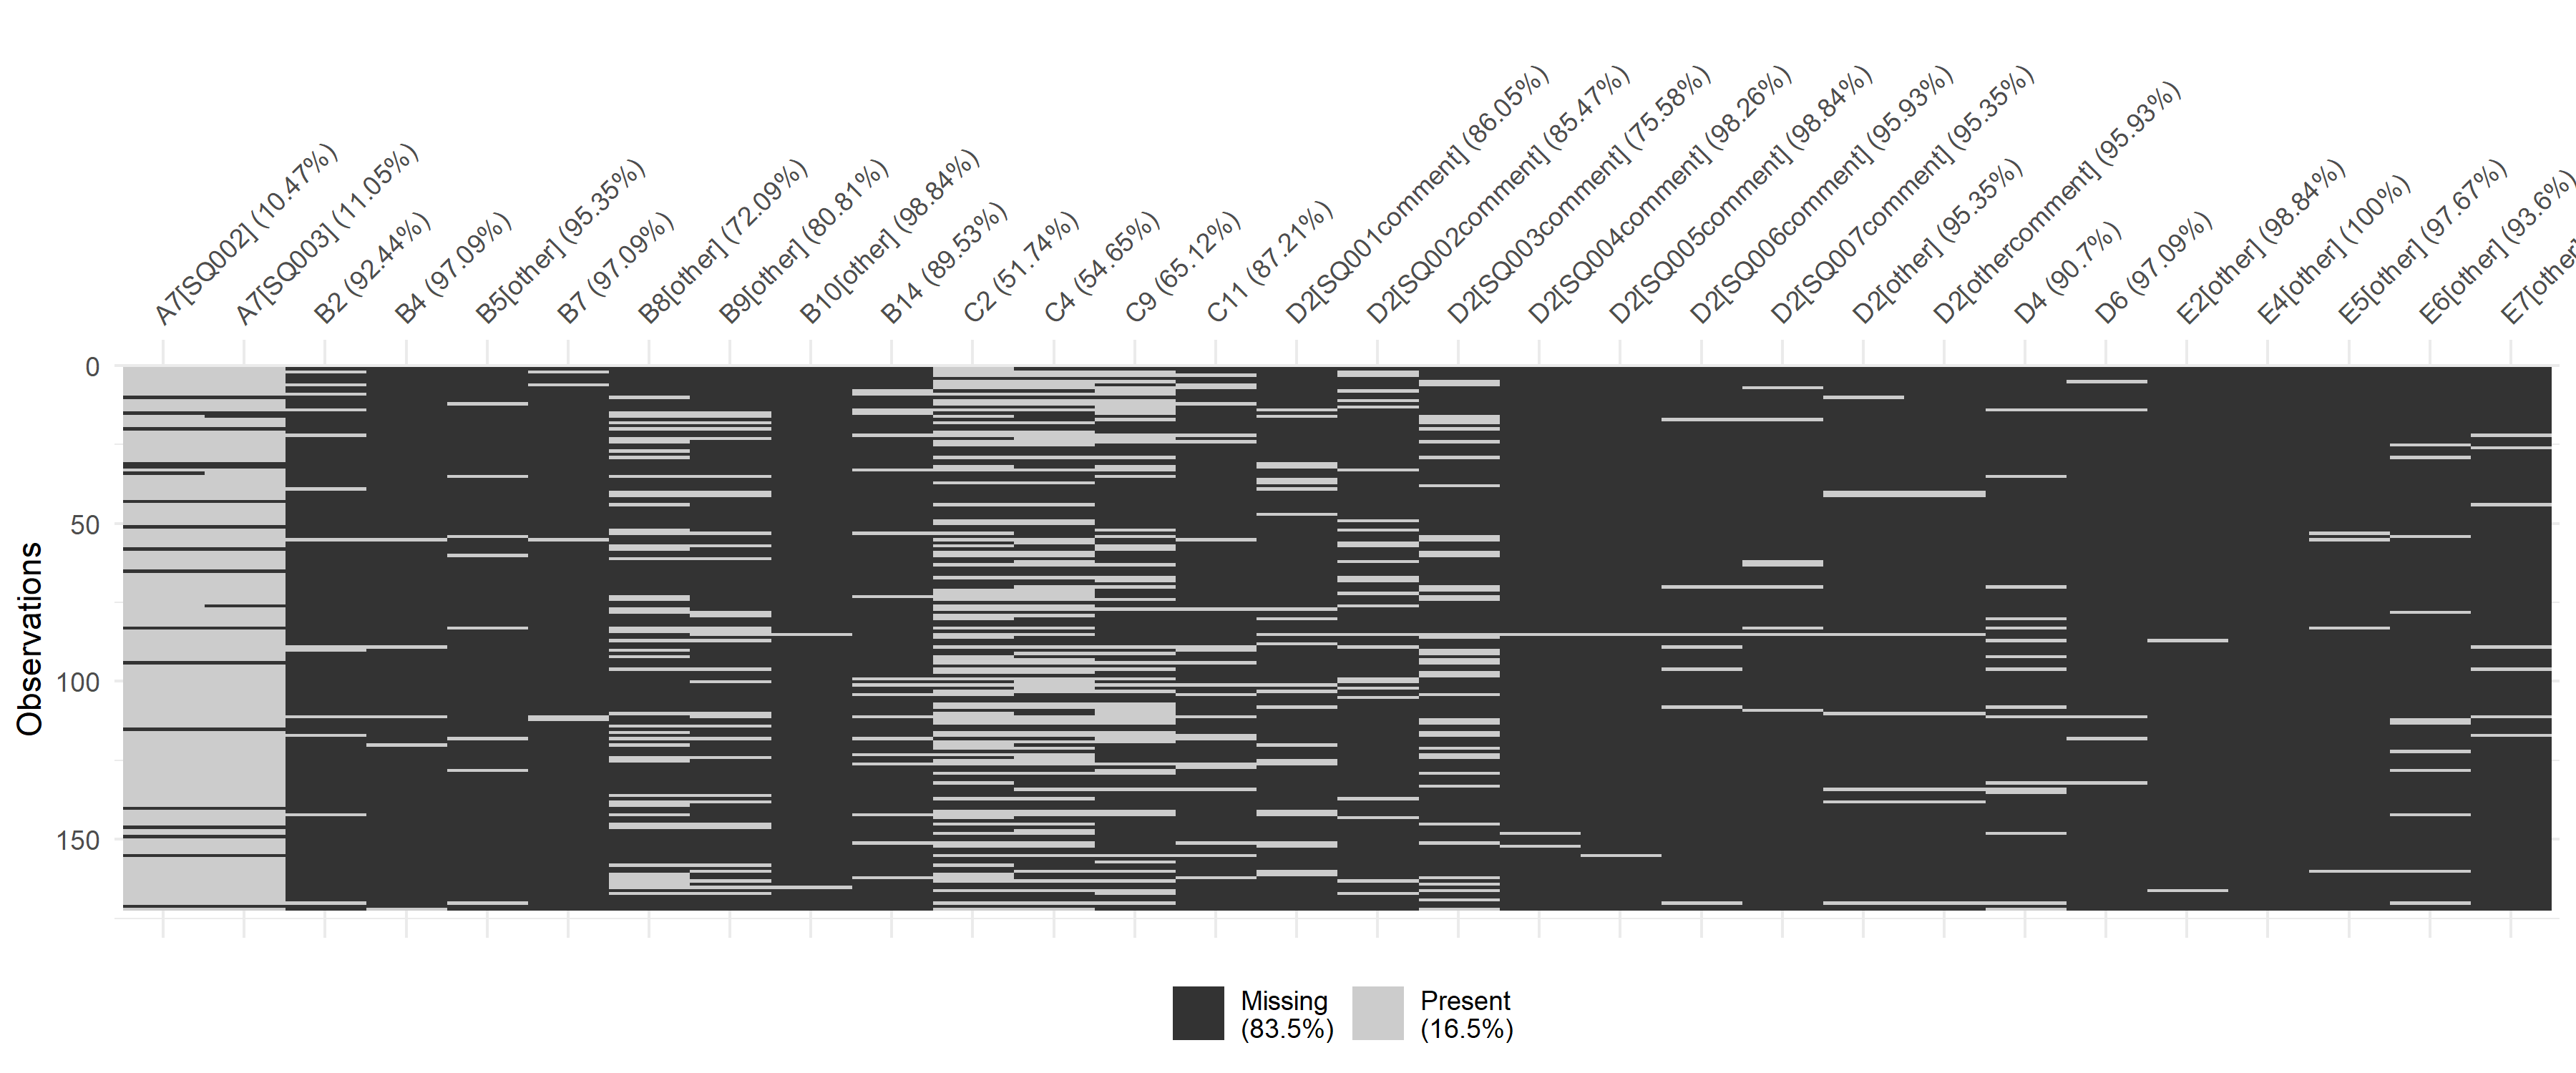 A7[SQ002] (10.47%)
A7[SQ003] (11.05%)
B2 (92.44%)
B4 (97.09%)
B5[other] (95.35%)
B7 (97.09%)
B8[other] (72.09%)
B9[other] (80.81%)
B10[other] (98.84%)
B14 (89.53%)
C2 (51.74%)
C4 (54.65%)
C9 (65.12%)
C11 (87.21%)
D2[SQ001comment] (86.05%)
D2[SQ002comment] (85.47%)
D2[SQ003comment] (75.58%)
D2[SQ004comment] (98.26%)
D2[SQ005comment] (98.84%)
D2[SQ006comment] (95.93%)
D2[SQ007comment] (95.35%)
D2[other] (95.35%)
D2[othercomment] (95.93%)
D4 (90.7%)
D6 (97.09%)
E2[other] (98.84%)
E4[other] (100%)
E5[other] (97.67%)
E6[other] (93.6%)
E7[other
0
50
100
150
Observations
Missing
(83.5%)
Present
(16.5%)